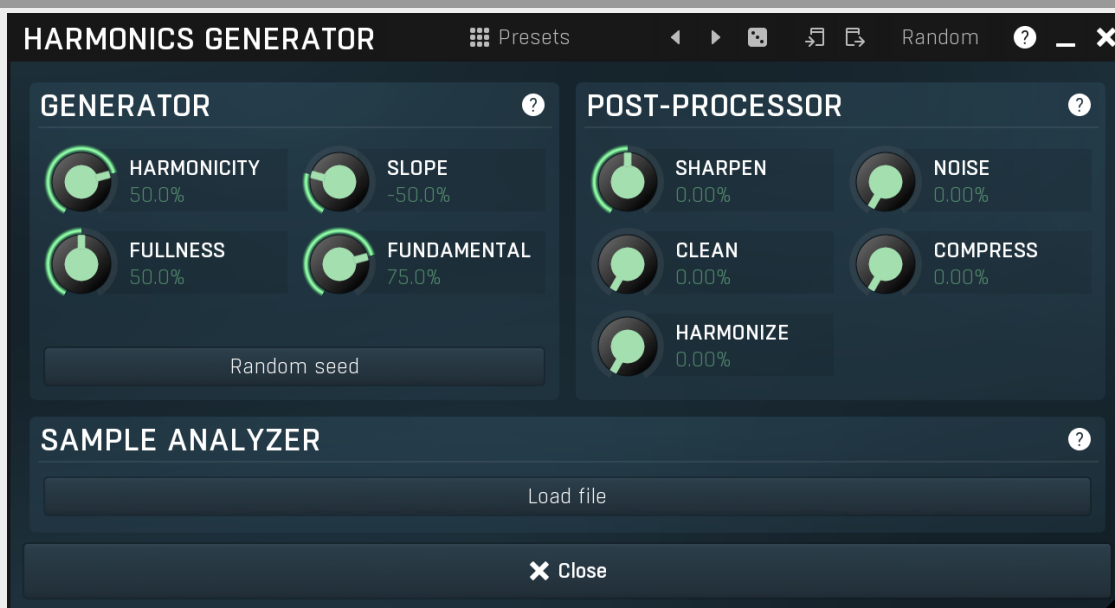 HARMONICS GENERATOR Presets Random ?
GENERATOR ?
HARMONICITY
50.0%
SLOPE
-50.0%
FULLNESS
50.0%
FUNDAMENTAL
75.0%
Random seed
POST-PROCESSOR ?
SHARPEN
0.00%
NOISE
0.00%
CLEAN
0.00%
COMPRESS
0.00%
HARMONIZE
0.00%
SAMPLE ANALYZER ?
Load file
Close